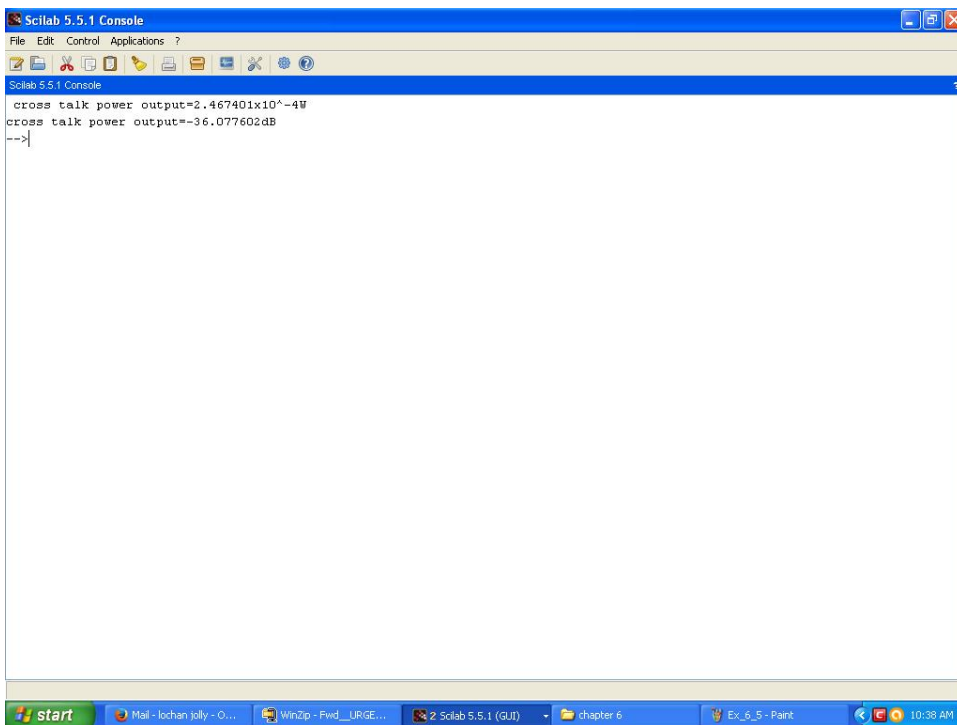 Scilab 5.5.1 Console
File Edit Control Applications ?
Scilab 5.5.1 Console ?
cross talk power output=2.467401x10^-4W
cross talk power output=-36.077602dB
-->
start Mail - lochan jolly - O... WinZip - Fwd__URGE... 2 Scilab 5.5.1 (GUI) chapter 6 Ex_6_5 - Paint 10:38 AM